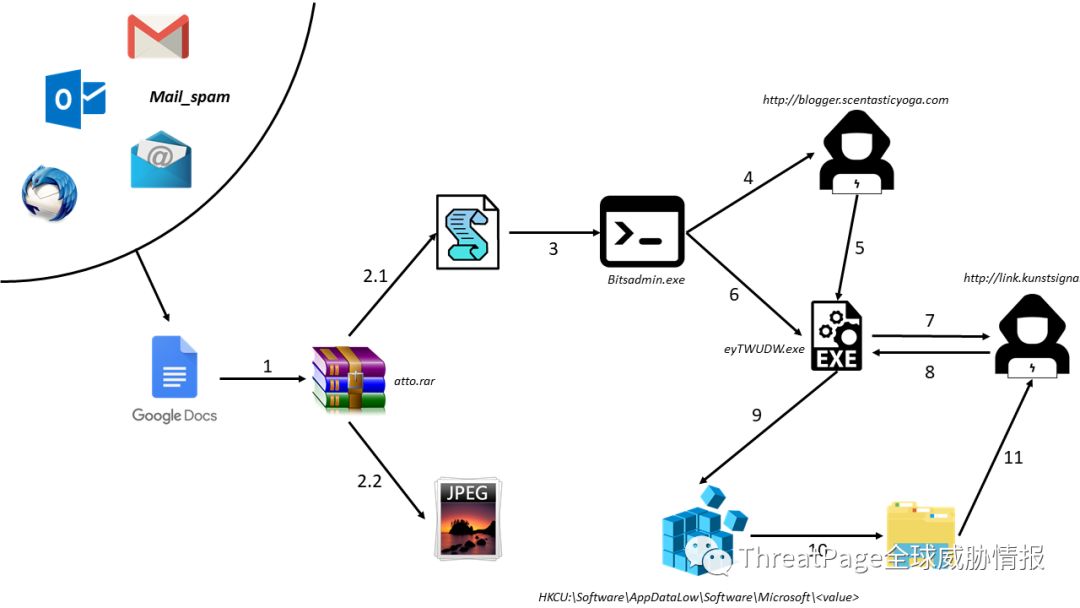 Mail_spam
http://blogger.scentasticyoga.com
4
2.1
3
5
Bitsadmin.exe
6
http://link.kunstsigna
7
eyTWUDW.exe
EXE
8
1
atto.rar
Google Docs
9
2.2
JPEG
11
10
ThreatPage全球威胁情报
HKCU:\Software\AppDataLow\Software\Microsoft\<value>